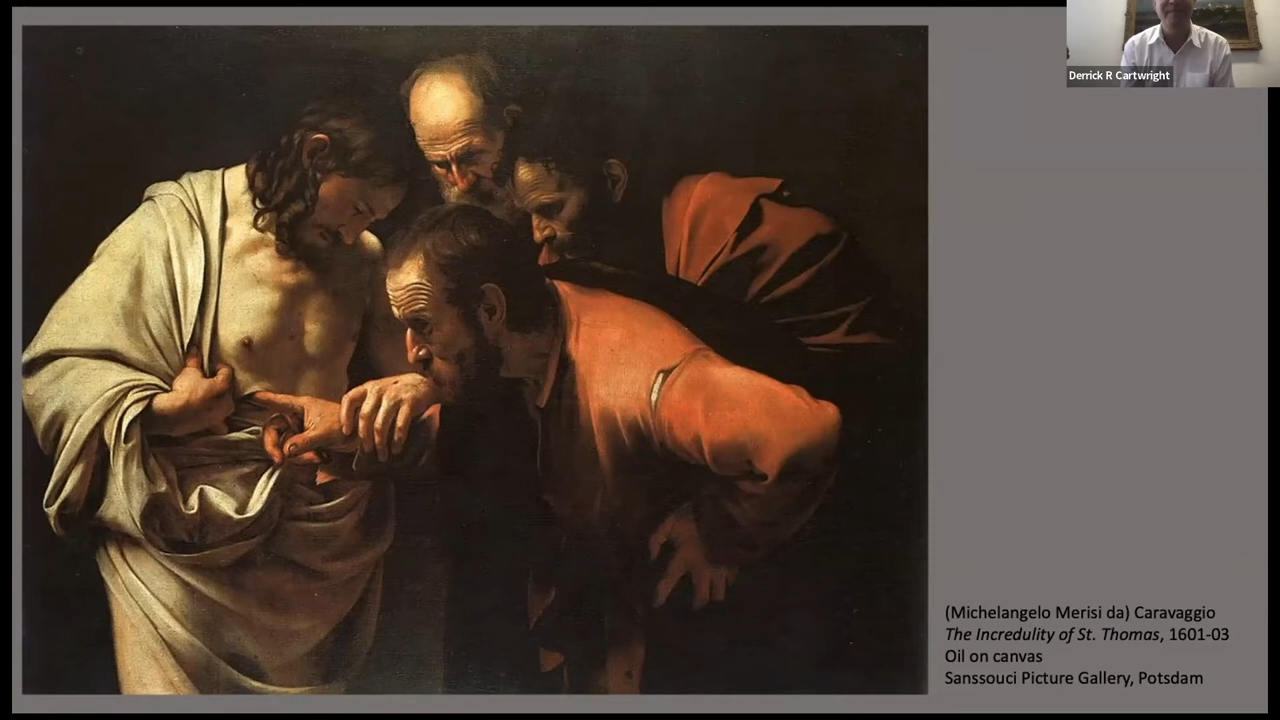 Derrick R Cartwright
(Michelangelo Merisi da) Caravaggio
The Incredulity of St. Thomas, 1601-03
Oil on canvas
Sanssouci Picture Gallery, Potsdam